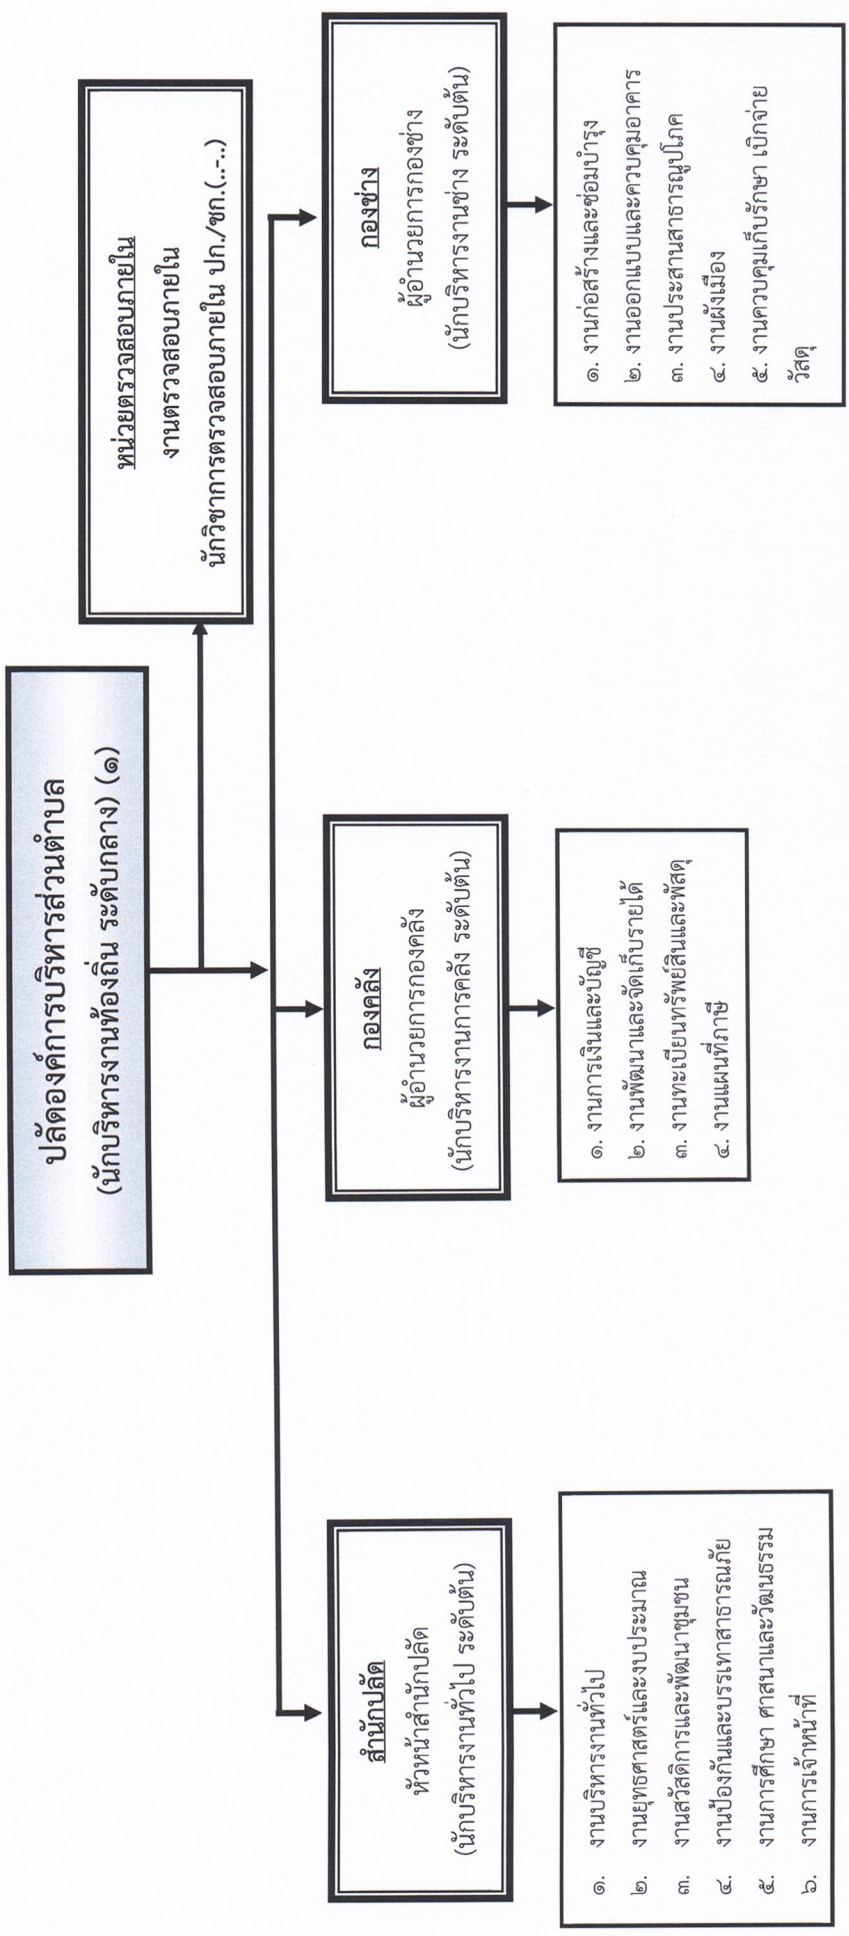 ปลัดองค์การบริหารส่วนตำบล
(นักบริหารงานท้องถิ่น ระดับกลาง) (๑)
หน่วยตรวจสอบภายใน
งานตรวจสอบภายใน
นักวิชาการตรวจสอบภายใน ปก./ชก.(..-..)
สำนักปลัด
หัวหน้าสำนักปลัด
(นักบริหารงานทั่วไป ระดับต้น)
๑. งานบริหารงานทั่วไป
๒. งานยุทธศาสตร์และงบประมาณ
๓. งานสวัสดิการและพัฒนาชุมชน
๔. งานป้องกันและบรรเทาสาธารณภัย
๕. งานการศึกษา ศาสนาและวัฒนธรรม
๖. งานการเจ้าหน้าที่
กองคลัง
ผู้อำนวยการกองคลัง
(นักบริหารงานการคลัง ระดับต้น)
๑. งานการเงินและบัญชี
๒. งานพัฒนาและจัดเก็บรายได้
๓. งานทะเบียนทรัพย์สินและพัสดุ
๔. งานแผนที่ภาษี
กองช่าง
ผู้อำนวยการกองช่าง
(นักบริหารงานช่าง ระดับต้น)
๑. งานก่อสร้างและซ่อมบำรุง
๒. งานออกแบบและควบคุมอาคาร
๓. งานประสานสาธารณูปโภค
๔. งานผังเมือง
๕. งานควบคุมเก็บรักษา เบิกจ่าย
วัสดุ